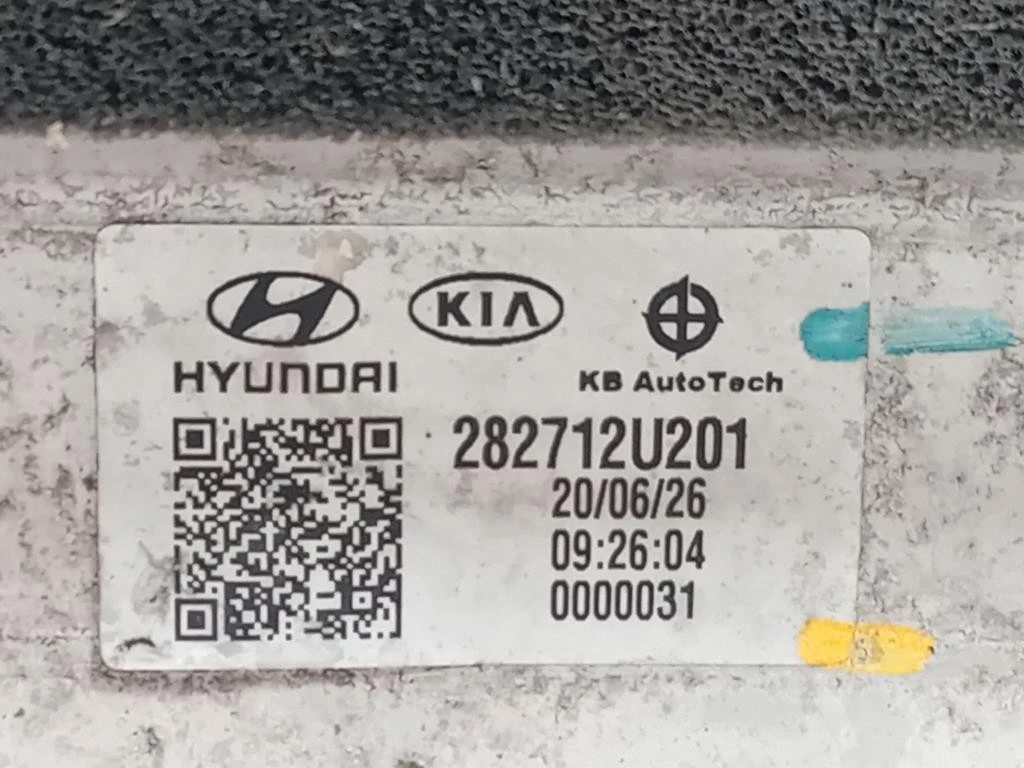 KIA
HYUNDAI
KB AutoTech
282712U201
20/06/26
09:26:04
0000031